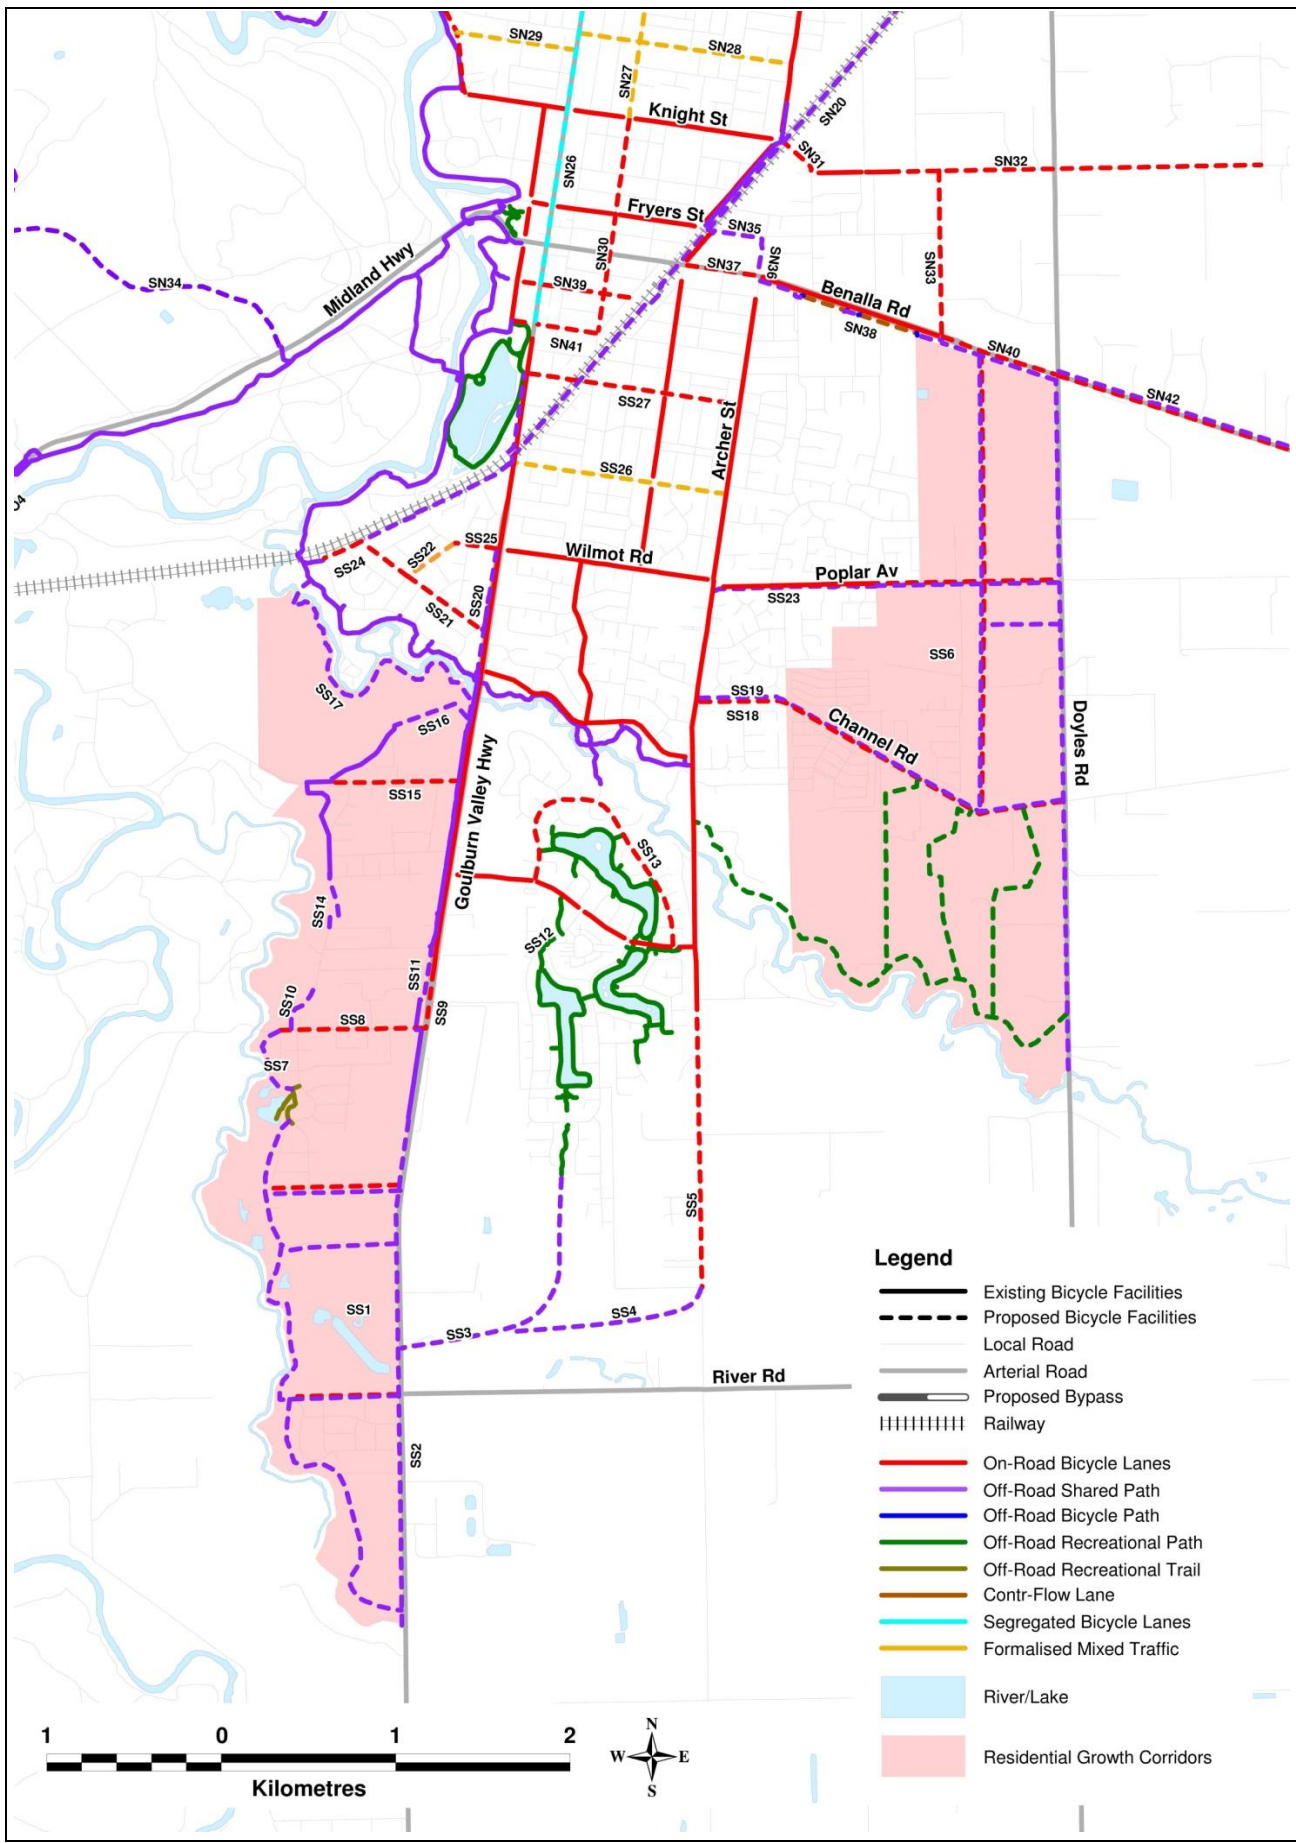 SN29
SN28
SN27
SN20
Knight St
SN31
SN32
SN26
Fryers St
SN35
SN30
SN36
SN33
SN37
Midland Hwy
SN34
SN39
Benalla Rd
SN38
SN41
SN40
SS27
SN42
Archer St
SS26
04
SS25
SS22
Wilmot Rd
SS24
Poplar Av
SS23
SS20
SS21
SS6
SS17
SS19
SS18
SS16
Channel Rd
Doyles Rd
Goulburn Valley Hwy
SS15
SS13
SS14
SS12
SS11
SS10
SS9
SS8
SS7
SS5
SS1
SS4
SS3
River Rd
SS2
Legend
Existing Bicycle Facilities
Proposed Bicycle Facilities
Local Road
Arterial Road
Proposed Bypass
Railway
On-Road Bicycle Lanes
Off-Road Shared Path
Off-Road Bicycle Path
Off-Road Recreational Path
Off-Road Recreational Trail
Contr-Flow Lane
Segregated Bicycle Lanes
Formalised Mixed Traffic
River/Lake
Residential Growth Corridors
1 0 1 2
Kilometres
N
W E
S